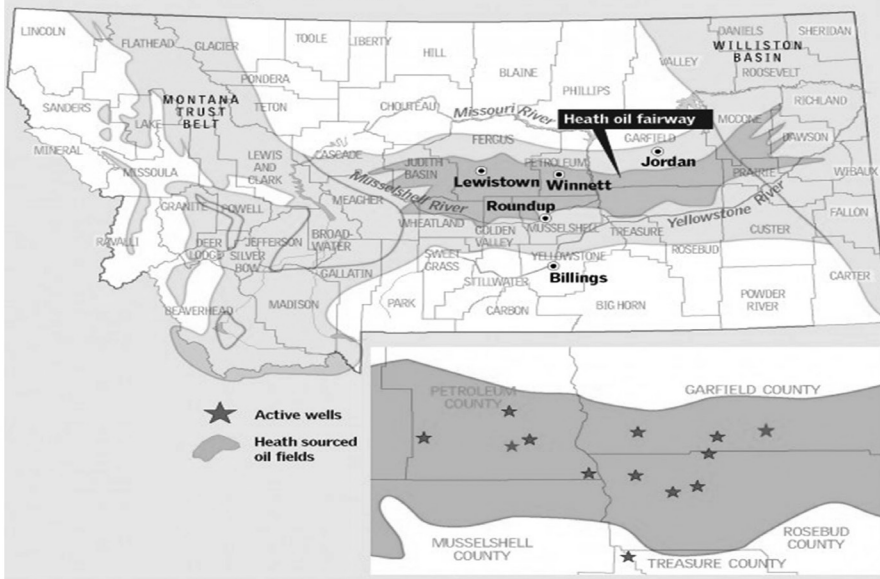 LINCOLN
FLATHEAD
GLACIER
TOOLE
LIBERTY
HILL
BLAINE
PHILLIPS
VALLEY
DANIELS
SHERIDAN
WILLISTON
BASIN
ROOSEVELT
PONDERA
SANDERS
LAKE
MONTANA
TRUST
BELT
TETON
CHOUTEAU
Missouri River
Heath oil fairway
RICHLAND
MCCONE
DAWSON
MINERAL
MISSOULA
LEWIS
AND
CLARK
CASCADE
FERGUS
GARFIELD
Jordan
JUDITH
BASIN
PETROLEUM
PRAIRIE
WIBAUX
Lewistown
Winnett
Musselshell River
GRANITE
POWELL
MEAGHER
Roundup
Yellowstone River
FALLON
RAVALLI
DEER
LODGE
JEFFERSON
BROAD-
WATER
WHEATLAND
GOLDEN
VALLEY
MUSSELSHELL
TREASURE
CUSTER
SILVER
BOW
SWEET
GRASS
YELLOWSTONE
ROSEBUD
GALLATIN
STILLWATER
Billings
CARTER
BEAVERHEAD
MADISON
PARK
CARBON
BIG HORN
POWDER
RIVER
Active wells
Heath sourced
oil fields
PETROLEUM
COUNTY
GARFIELD COUNTY
MUSSELSHELL
COUNTY
ROSEBUD
COUNTY
TREASURE COUNTY